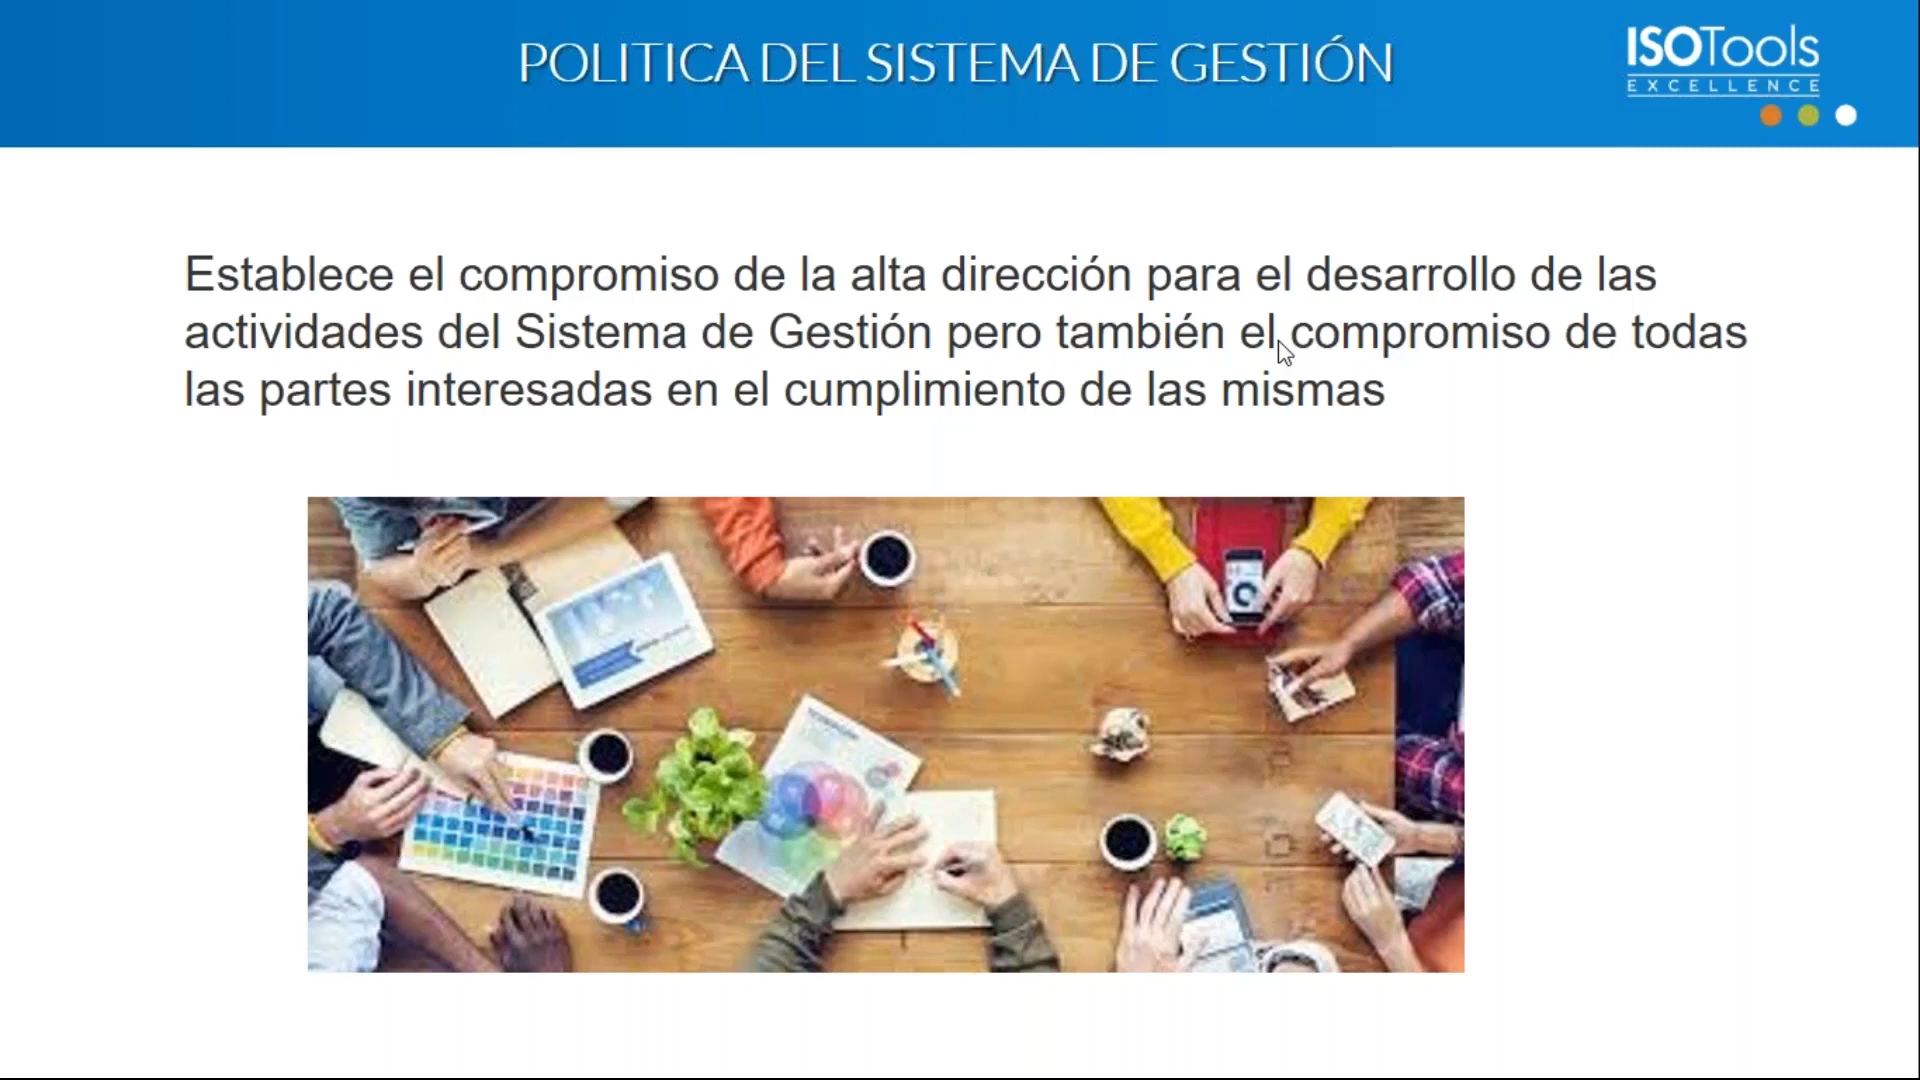 POLITICA DEL SISTEMA DE GESTIÓN
ISOTools
EXCELLENCE
Establece el compromiso de la alta dirección para el desarrollo de las
actividades del Sistema de Gestión pero también el compromiso de todas
las partes interesadas en el cumplimiento de las mismas